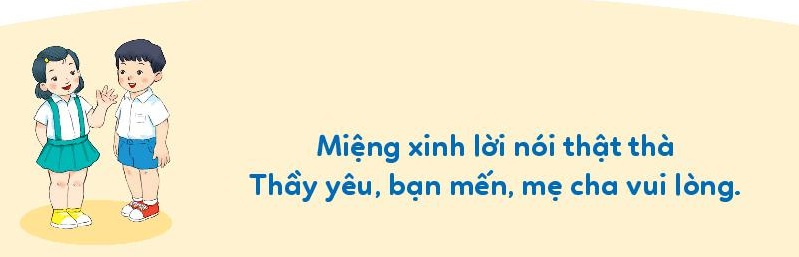 Miệng xinh lời nói thật thà
Thầy yêu, bạn mến, mẹ cha vui lòng.